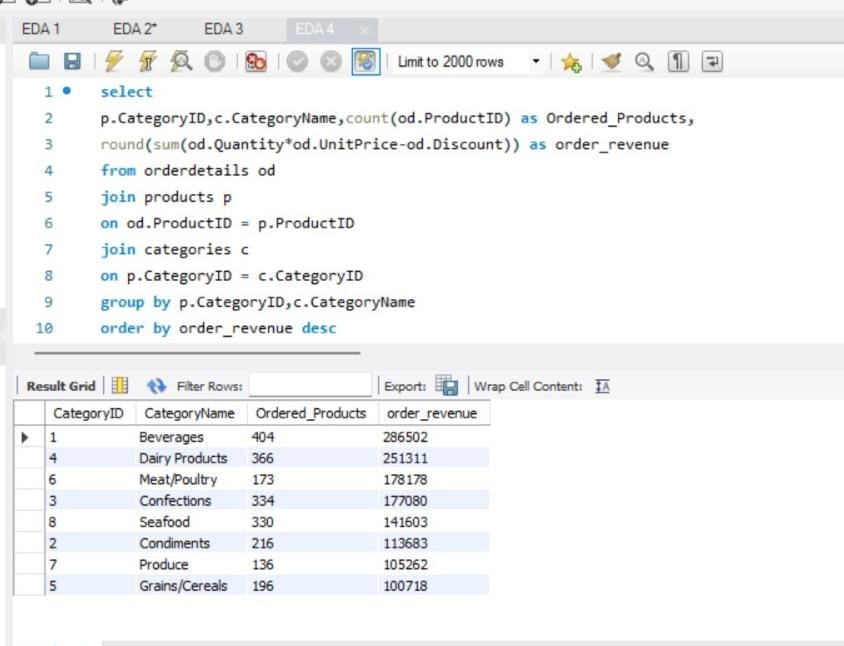 EDA 1 EDA 2* EDA 3 EDA 4
Limit to 2000 rows
1 select
2 p.CategoryID,c.CategoryName,count(od.ProductID) as Ordered_Products,
3 round(sum(od.Quantity*od.UnitPrice-od.Discount)) as order_revenue
4 from orderdetails od
5 join products p
6 on od.ProductID = p.ProductID
7 join categories c
8 on p.CategoryID = c.CategoryID
9 group by p.CategoryID,c.CategoryName
10 order by order_revenue desc
Result Grid Filter Rows: Export: Wrap Cell Content:
CategoryID CategoryName Ordered_Products order_revenue
1 Beverages 404 286502
4 Dairy Products 366 251311
6 Meat/Poultry 173 178178
3 Confections 334 177080
8 Seafood 330 141603
2 Condiments 216 113683
7 Produce 136 105262
5 Grains/Cereals 196 100718